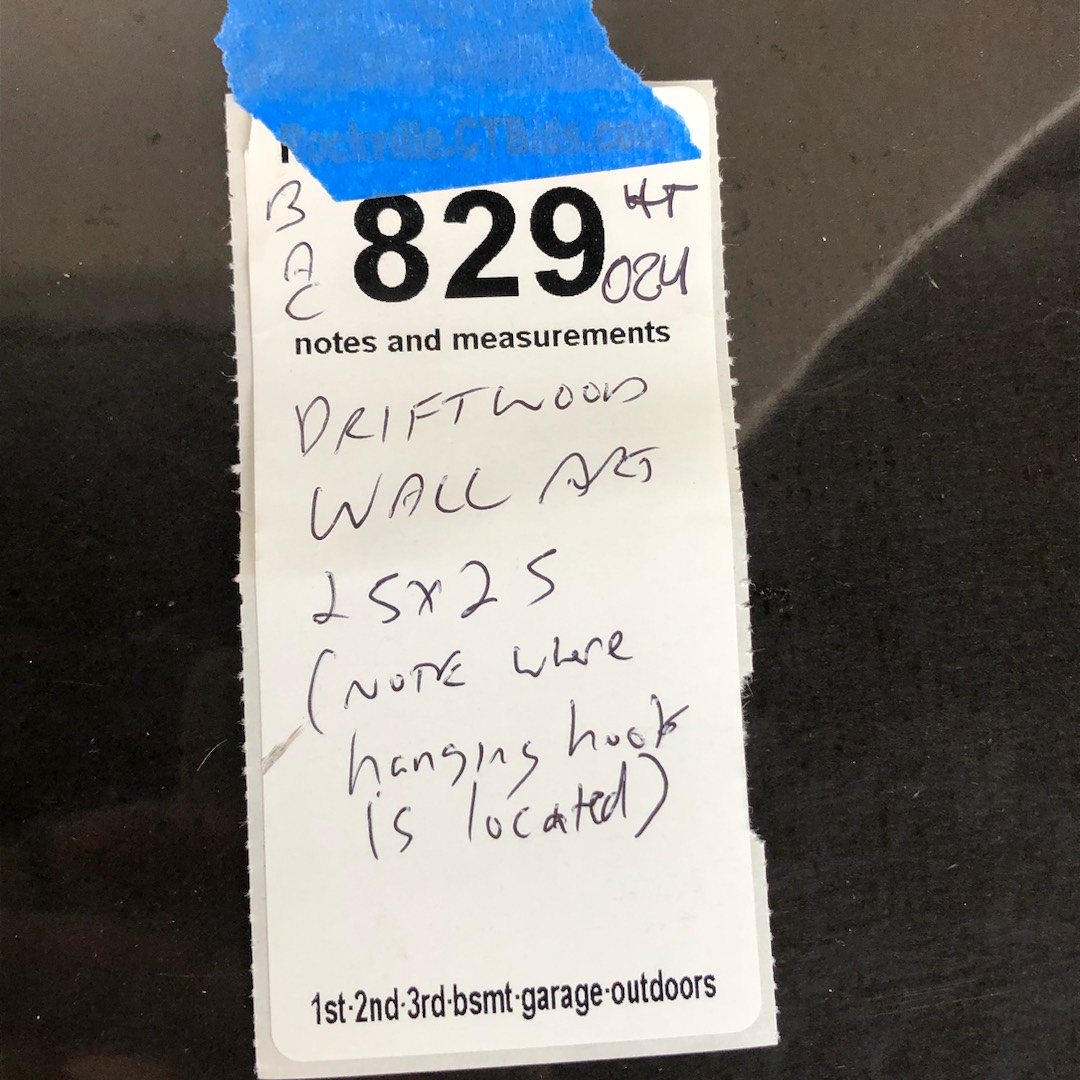 Rockville.CTBids.com
B
A
C
829
HT
024
notes and measurements
DRIFTWOOD
WALL ART
25x25
(NOTE where
hanging hook
is located)
1st·2nd·3rd·bsmt·garage·outdoors